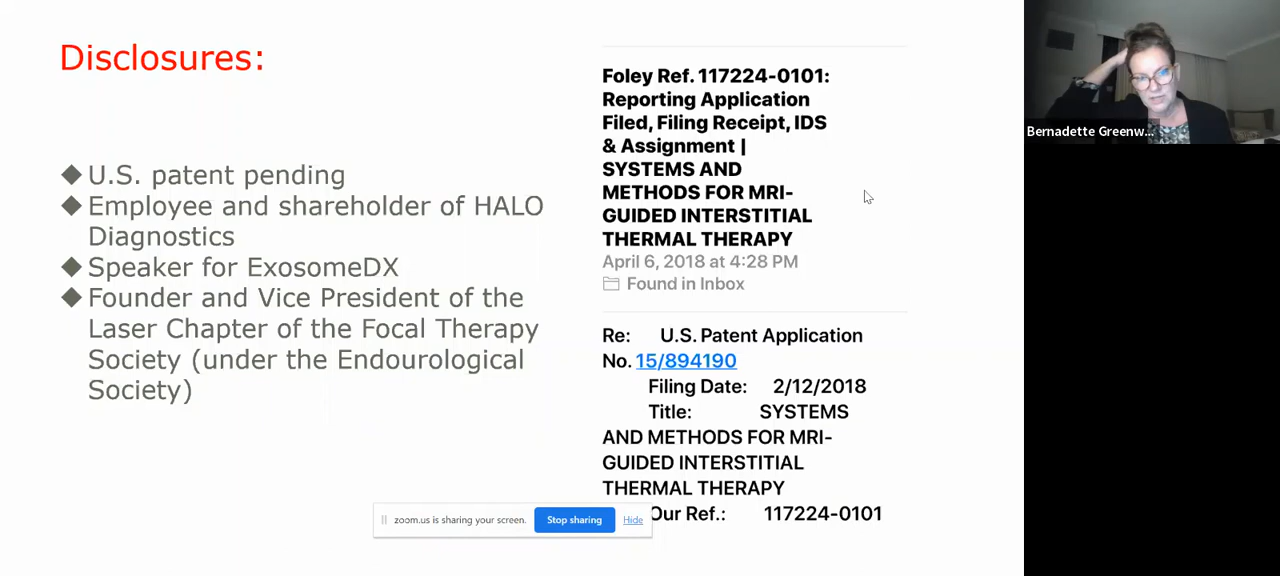 Disclosures:
◆ U.S. patent pending
◆ Employee and shareholder of HALO
Diagnostics
◆ Speaker for ExosomeDX
◆ Founder and Vice President of the
Laser Chapter of the Focal Therapy
Society (under the Endourological
Society)
Foley Ref. 117224-0101:
Reporting Application
Filed, Filing Receipt, IDS
& Assignment |
SYSTEMS AND
METHODS FOR MRI-
GUIDED INTERSTITIAL
THERMAL THERAPY
April 6, 2018 at 4:28 PM
Found in Inbox
Re: U.S. Patent Application
No. 15/894190
Filing Date: 2/12/2018
Title: SYSTEMS
AND METHODS FOR MRI-
GUIDED INTERSTITIAL
THERMAL THERAPY
Our Ref.: 117224-0101
zoom.us is sharing your screen. Stop sharing Hide
Bernadette Greenw...